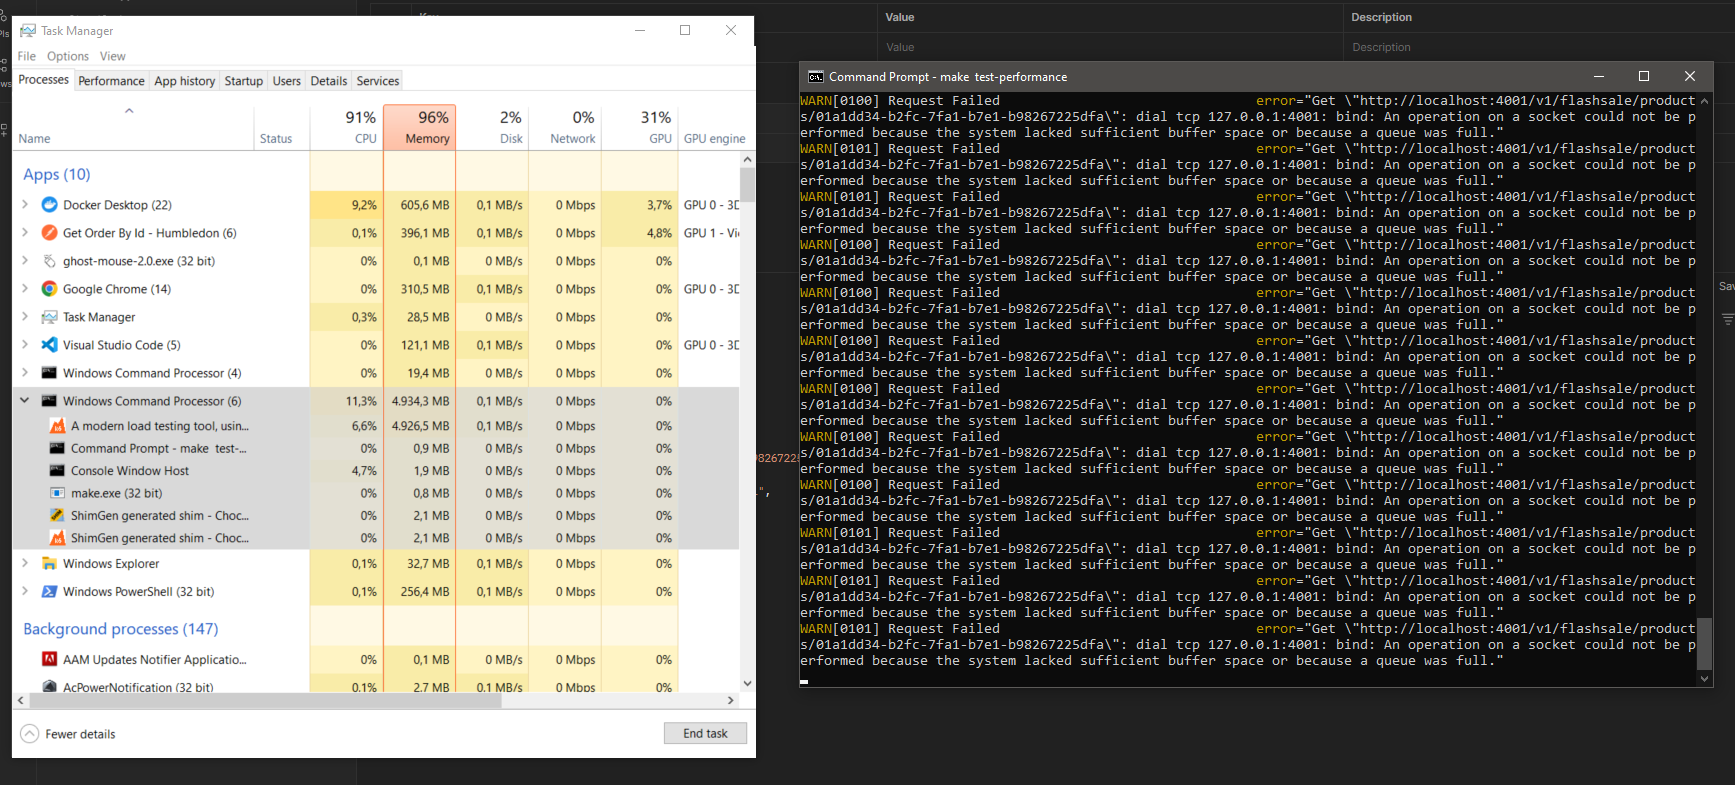 Key
Value
Description
Value
Description
Task Manager
File Options View
Processes Performance App history Startup Users Details Services
91% 96% 2% 0% 31%
Name Status CPU Memory Disk Network GPU GPU engine
Apps (10)
Docker Desktop (22) 9,2% 605,6 MB 0,1 MB/s 0 Mbps 3,7% GPU 0 - 3D
Get Order By Id - Humbledon (6) 0,1% 396,1 MB 0,1 MB/s 0 Mbps 4,8% GPU 1 - Vi
ghost-mouse-2.0.exe (32 bit) 0% 0,1 MB 0 MB/s 0 Mbps 0%
Google Chrome (14) 0% 310,5 MB 0,1 MB/s 0 Mbps 0% GPU 0 - 3D
Task Manager 0,3% 28,5 MB 0 MB/s 0 Mbps 0%
Visual Studio Code (5) 0% 121,1 MB 0,1 MB/s 0 Mbps 0% GPU 0 - 3D
Windows Command Processor (4) 0% 19,4 MB 0 MB/s 0 Mbps 0%
Windows Command Processor (6) 11,3% 4.934,3 MB 0,1 MB/s 0 Mbps 0%
A modern load testing tool, usin... 6,6% 4.926,5 MB 0,1 MB/s 0 Mbps 0%
Command Prompt - make test-... 0% 0,9 MB 0 MB/s 0 Mbps 0%
Console Window Host 4,7% 1,9 MB 0 MB/s 0 Mbps 0%
make.exe (32 bit) 0% 0,8 MB 0 MB/s 0 Mbps 0%
ShimGen generated shim - Choc... 0% 2,1 MB 0 MB/s 0 Mbps 0%
ShimGen generated shim - Choc... 0% 2,1 MB 0 MB/s 0 Mbps 0%
Windows Explorer 0,1% 32,7 MB 0,1 MB/s 0 Mbps 0%
Windows PowerShell (32 bit) 0,1% 256,4 MB 0,1 MB/s 0 Mbps 0%
Background processes (147)
AAM Updates Notifier Applicatio... 0% 0,1 MB 0 MB/s 0 Mbps 0%
AcPowerNotification (32 bit) 0,1% 2,7 MB 0,1 MB/s 0 Mbps 0%
Fewer details
End task
Command Prompt - make test-performance
WARN[0100] Request Failed error="Get \"http://localhost:4001/v1/flashsale/product
s/01a1dd34-b2fc-7fa1-b7e1-b98267225dfa\": dial tcp 127.0.0.1:4001: bind: An operation on a socket could not be p
erformed because the system lacked sufficient buffer space or because a queue was full."
WARN[0101] Request Failed error="Get \"http://localhost:4001/v1/flashsale/product
s/01a1dd34-b2fc-7fa1-b7e1-b98267225dfa\": dial tcp 127.0.0.1:4001: bind: An operation on a socket could not be p
erformed because the system lacked sufficient buffer space or because a queue was full."
WARN[0101] Request Failed error="Get \"http://localhost:4001/v1/flashsale/product
s/01a1dd34-b2fc-7fa1-b7e1-b98267225dfa\": dial tcp 127.0.0.1:4001: bind: An operation on a socket could not be p
erformed because the system lacked sufficient buffer space or because a queue was full."
WARN[0100] Request Failed error="Get \"http://localhost:4001/v1/flashsale/product
s/01a1dd34-b2fc-7fa1-b7e1-b98267225dfa\": dial tcp 127.0.0.1:4001: bind: An operation on a socket could not be p
erformed because the system lacked sufficient buffer space or because a queue was full."
WARN[0100] Request Failed error="Get \"http://localhost:4001/v1/flashsale/product
s/01a1dd34-b2fc-7fa1-b7e1-b98267225dfa\": dial tcp 127.0.0.1:4001: bind: An operation on a socket could not be p
erformed because the system lacked sufficient buffer space or because a queue was full."
WARN[0100] Request Failed error="Get \"http://localhost:4001/v1/flashsale/product
s/01a1dd34-b2fc-7fa1-b7e1-b98267225dfa\": dial tcp 127.0.0.1:4001: bind: An operation on a socket could not be p
erformed because the system lacked sufficient buffer space or because a queue was full."
WARN[0100] Request Failed error="Get \"http://localhost:4001/v1/flashsale/product
s/01a1dd34-b2fc-7fa1-b7e1-b98267225dfa\": dial tcp 127.0.0.1:4001: bind: An operation on a socket could not be p
erformed because the system lacked sufficient buffer space or because a queue was full."
WARN[0100] Request Failed error="Get \"http://localhost:4001/v1/flashsale/product
s/01a1dd34-b2fc-7fa1-b7e1-b98267225dfa\": dial tcp 127.0.0.1:4001: bind: An operation on a socket could not be p
erformed because the system lacked sufficient buffer space or because a queue was full."
WARN[0100] Request Failed error="Get \"http://localhost:4001/v1/flashsale/product
s/01a1dd34-b2fc-7fa1-b7e1-b98267225dfa\": dial tcp 127.0.0.1:4001: bind: An operation on a socket could not be p
erformed because the system lacked sufficient buffer space or because a queue was full."
WARN[0101] Request Failed error="Get \"http://localhost:4001/v1/flashsale/product
s/01a1dd34-b2fc-7fa1-b7e1-b98267225dfa\": dial tcp 127.0.0.1:4001: bind: An operation on a socket could not be p
erformed because the system lacked sufficient buffer space or because a queue was full."
WARN[0101] Request Failed error="Get \"http://localhost:4001/v1/flashsale/product
s/01a1dd34-b2fc-7fa1-b7e1-b98267225dfa\": dial tcp 127.0.0.1:4001: bind: An operation on a socket could not be p
erformed because the system lacked sufficient buffer space or because a queue was full."
WARN[0101] Request Failed error="Get \"http://localhost:4001/v1/flashsale/product
s/01a1dd34-b2fc-7fa1-b7e1-b98267225dfa\": dial tcp 127.0.0.1:4001: bind: An operation on a socket could not be p
erformed because the system lacked sufficient buffer space or because a queue was full."
Sav
98267225
",